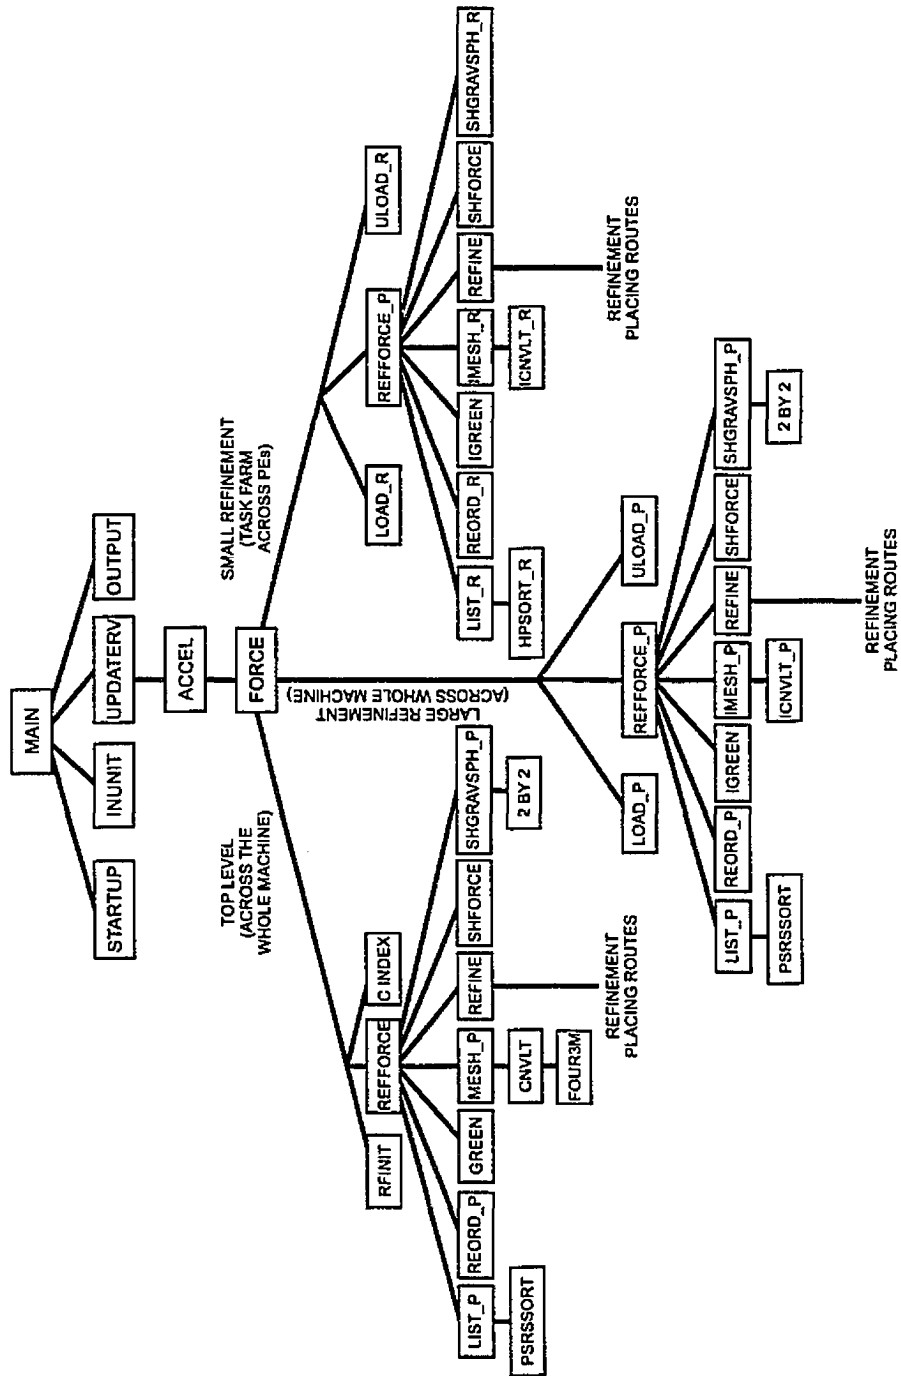 MAIN
STARTUP
INUNIT
UPDATERV
OUTPUT
ACCEL
FORCE
TOP LEVEL
(ACROSS THE
WHOLE MACHINE)
RFINIT
REFFORCE
C INDEX
LIST_P
REORD_P
GREEN
MESH_P
REFINE
SHFORCE
SHGRAVSPH_P
PSRSSORT
CNVLT
FOUR3M
2 BY 2
REFINEMENT
PLACING ROUTES
LARGE REFINEMENT
(ACROSS WHOLE MACHINE)
LOAD_P
REFFORCE_P
ULOAD_P
LIST_P
REORD_P
IGREEN
IMESH_P
REFINE
SHFORCE
SHGRAVSPH_P
PSRSSORT
ICNVLT_P
2 BY 2
REFINEMENT
PLACING ROUTES
SMALL REFINEMENT
(TASK FARM
ACROSS PEs)
LOAD_R
REFFORCE_P
ULOAD_R
LIST_R
REORD_R
IGREEN
IMESH_R
REFINE
SHFORCE
SHGRAVSPH_R
HPSORT_R
ICNVLT_R
REFINEMENT
PLACING ROUTES